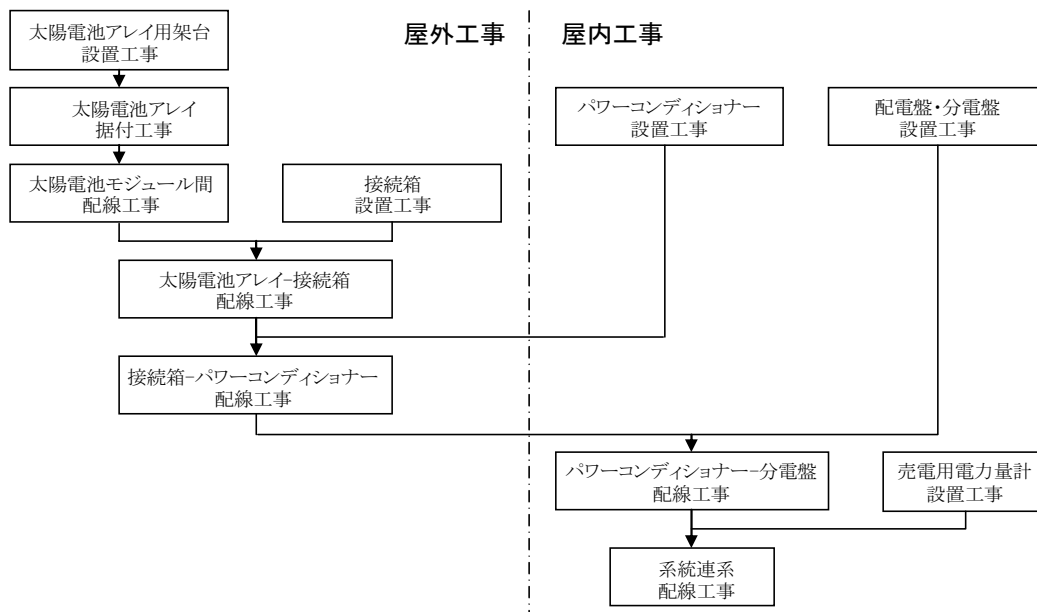 太陽電池アレイ用架台
設置工事
屋外工事
屋内工事
太陽電池アレイ
据付工事
パワーコンディショナー
設置工事
配電盤・分電盤
設置工事
太陽電池モジュール間
配線工事
接続箱
設置工事
太陽電池アレイ-接続箱
配線工事
接続箱-パワーコンディショナー
配線工事
パワーコンディショナー-分電盤
配線工事
売電用電力量計
設置工事
系統連系
配線工事